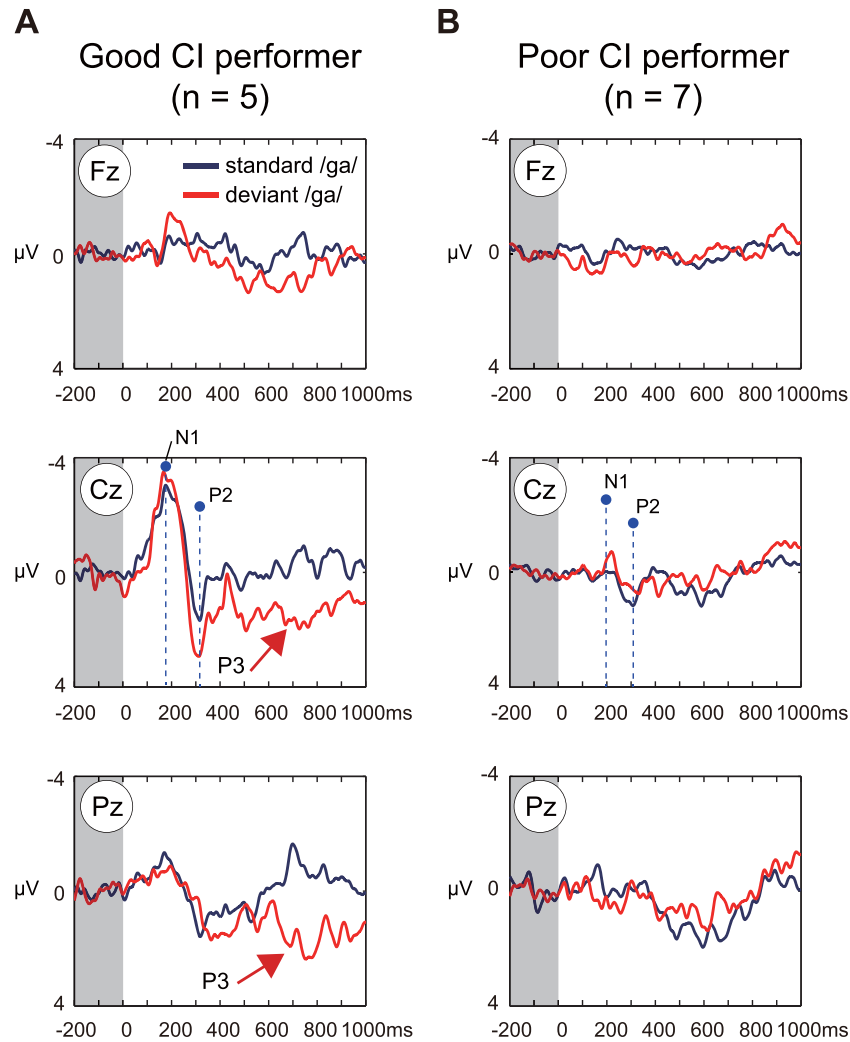 A
Good CI performer
(n = 5)
B
Poor CI performer
(n = 7)
-4
Fz
standard /ga/
deviant /ga/
µV
0
4
-200 0 200 400 600 800 1000ms
-4
Fz
µV
0
4
-200 0 200 400 600 800 1000ms
-4
Cz
N1
P2
µV
0
P3
4
-200 0 200 400 600 800 1000ms
-4
Cz
N1
P2
µV
0
4
-200 0 200 400 600 800 1000ms
-4
Pz
µV
0
P3
4
-200 0 200 400 600 800 1000ms
-4
Pz
µV
0
4
-200 0 200 400 600 800 1000ms